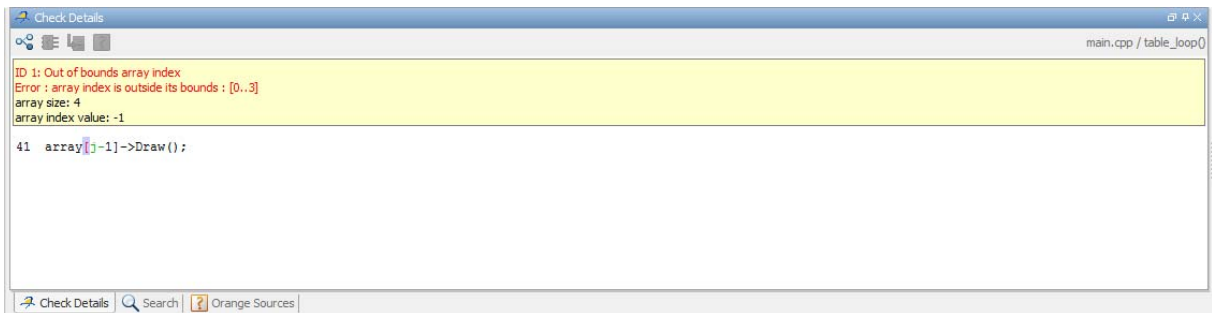 Check Details
main.cpp / table_loop()
ID 1: Out of bounds array index
Error : array index is outside its bounds : [0..3]
array size: 4
array index value: -1
41 array[j-1]->Draw();
Check Details Search Orange Sources